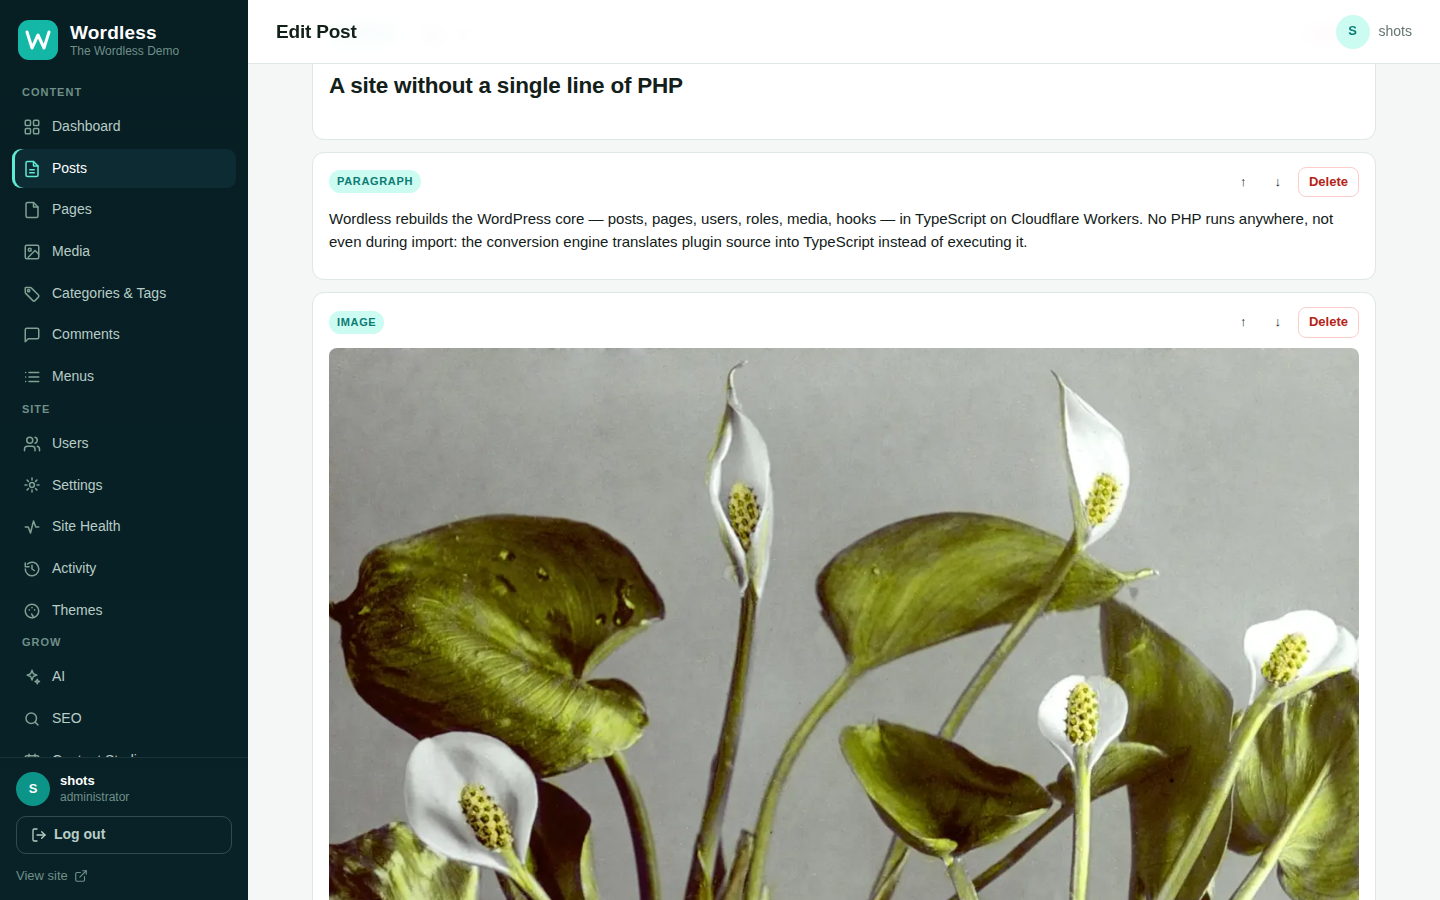 Wordless
The Wordless Demo
CONTENT
Dashboard
Posts
Pages
Media
Categories & Tags
Comments
Menus
SITE
Users
Settings
Site Health
Activity
Themes
GROW
AI
SEO
S
shots
administrator
Log out
View site
Edit Post
S
shots
A site without a single line of PHP
PARAGRAPH
↑
↓
Delete
Wordless rebuilds the WordPress core — posts, pages, users, roles, media, hooks — in TypeScript on Cloudflare Workers. No PHP runs anywhere, not
even during import: the conversion engine translates plugin source into TypeScript instead of executing it.
IMAGE
↑
↓
Delete